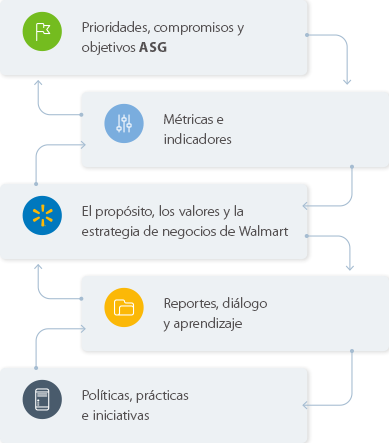 Prioridades, compromisos y
objetivos ASG
Métricas e
indicadores
El propósito, los valores y la
estrategia de negocios de Walmart
Reportes, diálogo
y aprendizaje
Políticas, prácticas
e iniciativas